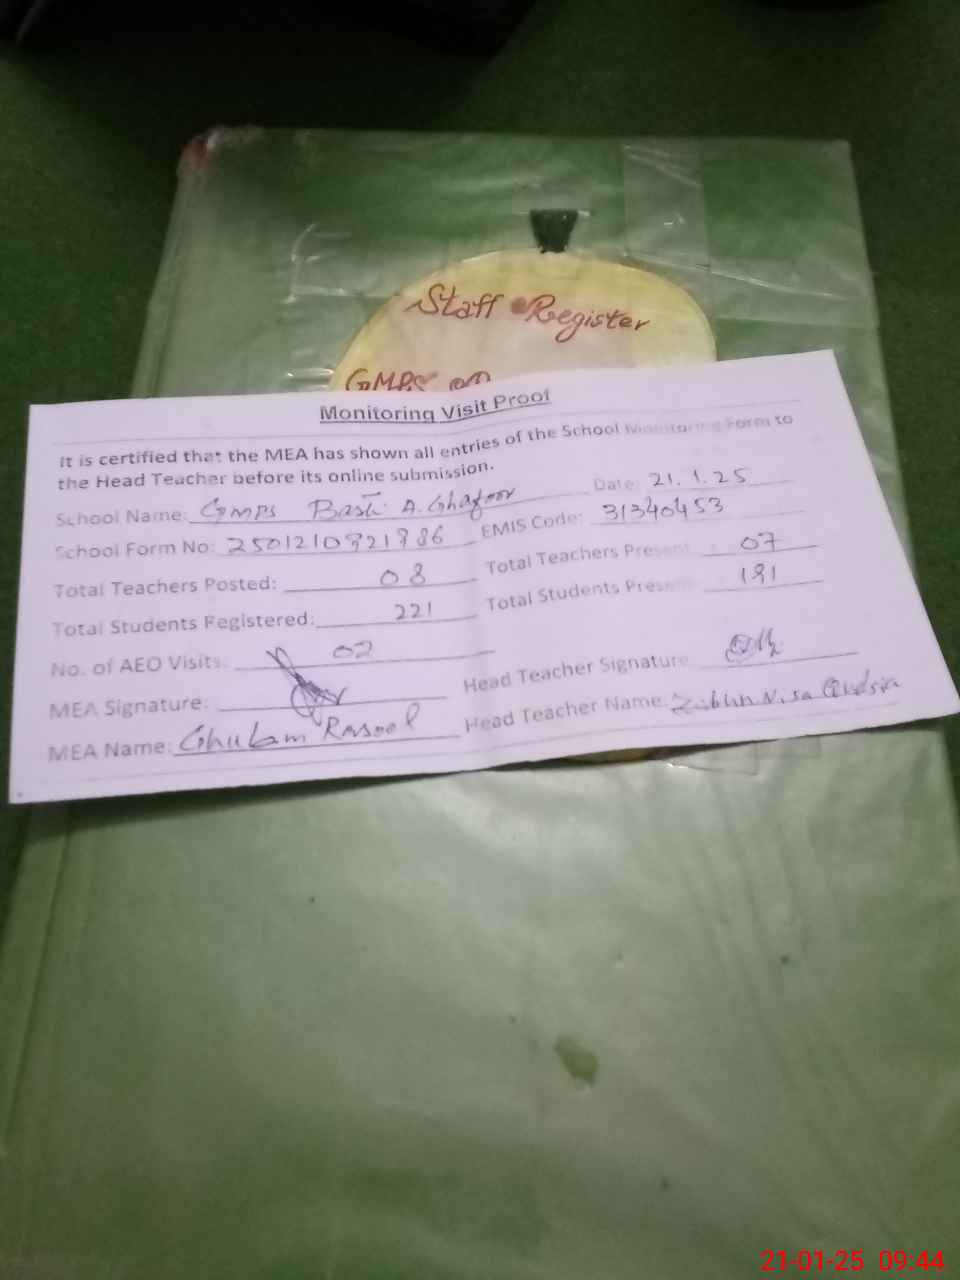 Staff Register
GMPS
Monitoring Visit Proof
It is certified that the MEA has shown all entries of the School Monitoring Form to
the Head Teacher before its online submission.
School Name: GMPS Basti A. Ghafoor Date: 21.1.25
School Form No: EMIS Code: 31340453
Total Teachers Posted: 08 Total Teachers Present 07
Total Students Registered: 221 Total Students Present 191
No. of AEO Visits: 02
MEA Signature: Head Teacher Signature
MEA Name: Ghulam Rasool Head Teacher Name:
21-01-25 09:44